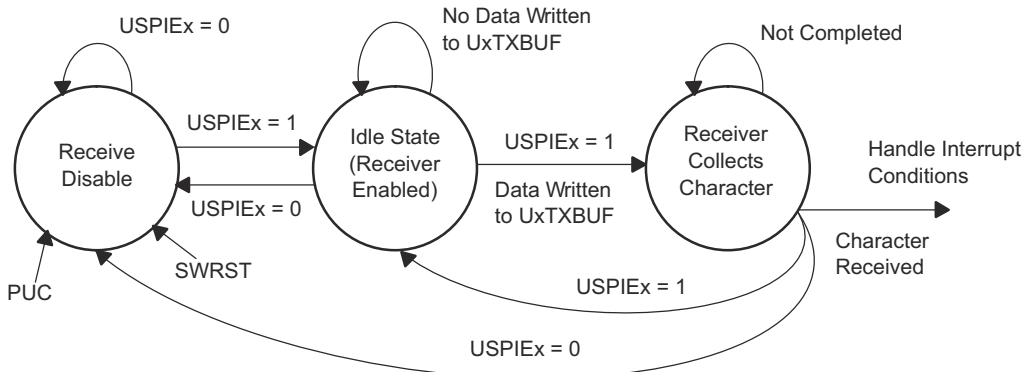 USPIEx = 0
No Data Written
to UxTXBUF
Not Completed
Receive
Disable
USPIEx = 1
USPIEx = 0
Idle State
(Receiver
Enabled)
USPIEx = 1
Data Written
to UxTXBUF
Receiver
Collects
Character
Handle Interrupt
Conditions
Character
Received
PUC
SWRST
USPIEx = 1
USPIEx = 0